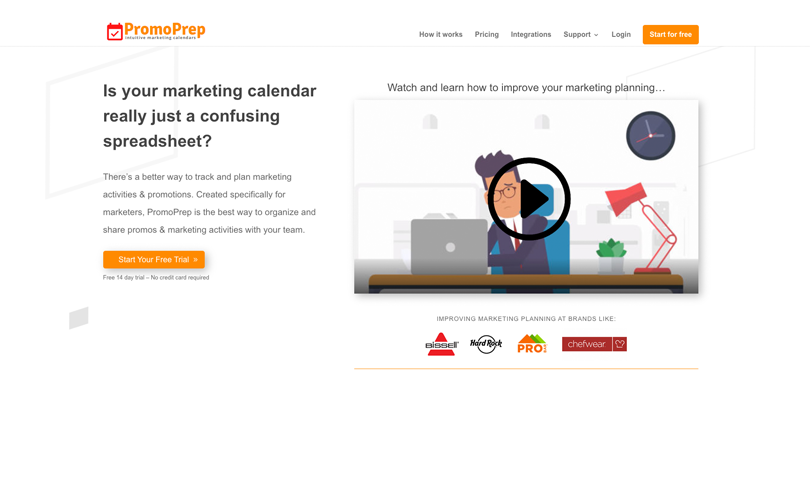 PromoPrep
intuitive marketing calendars
How it works
Pricing
Integrations
Support
Login
Start for free
Is your marketing calendar
really just a confusing
spreadsheet?
There's a better way to track and plan marketing
activities & promotions. Created specifically for
marketers, PromoPrep is the best way to organize and
share promos & marketing activities with your team.
Start Your Free Trial »
Free 14 day trial – No credit card required
Watch and learn how to improve your marketing planning…
IMPROVING MARKETING PLANNING AT BRANDS LIKE:
BISSELL
Hard Rock
PRO
chefwear